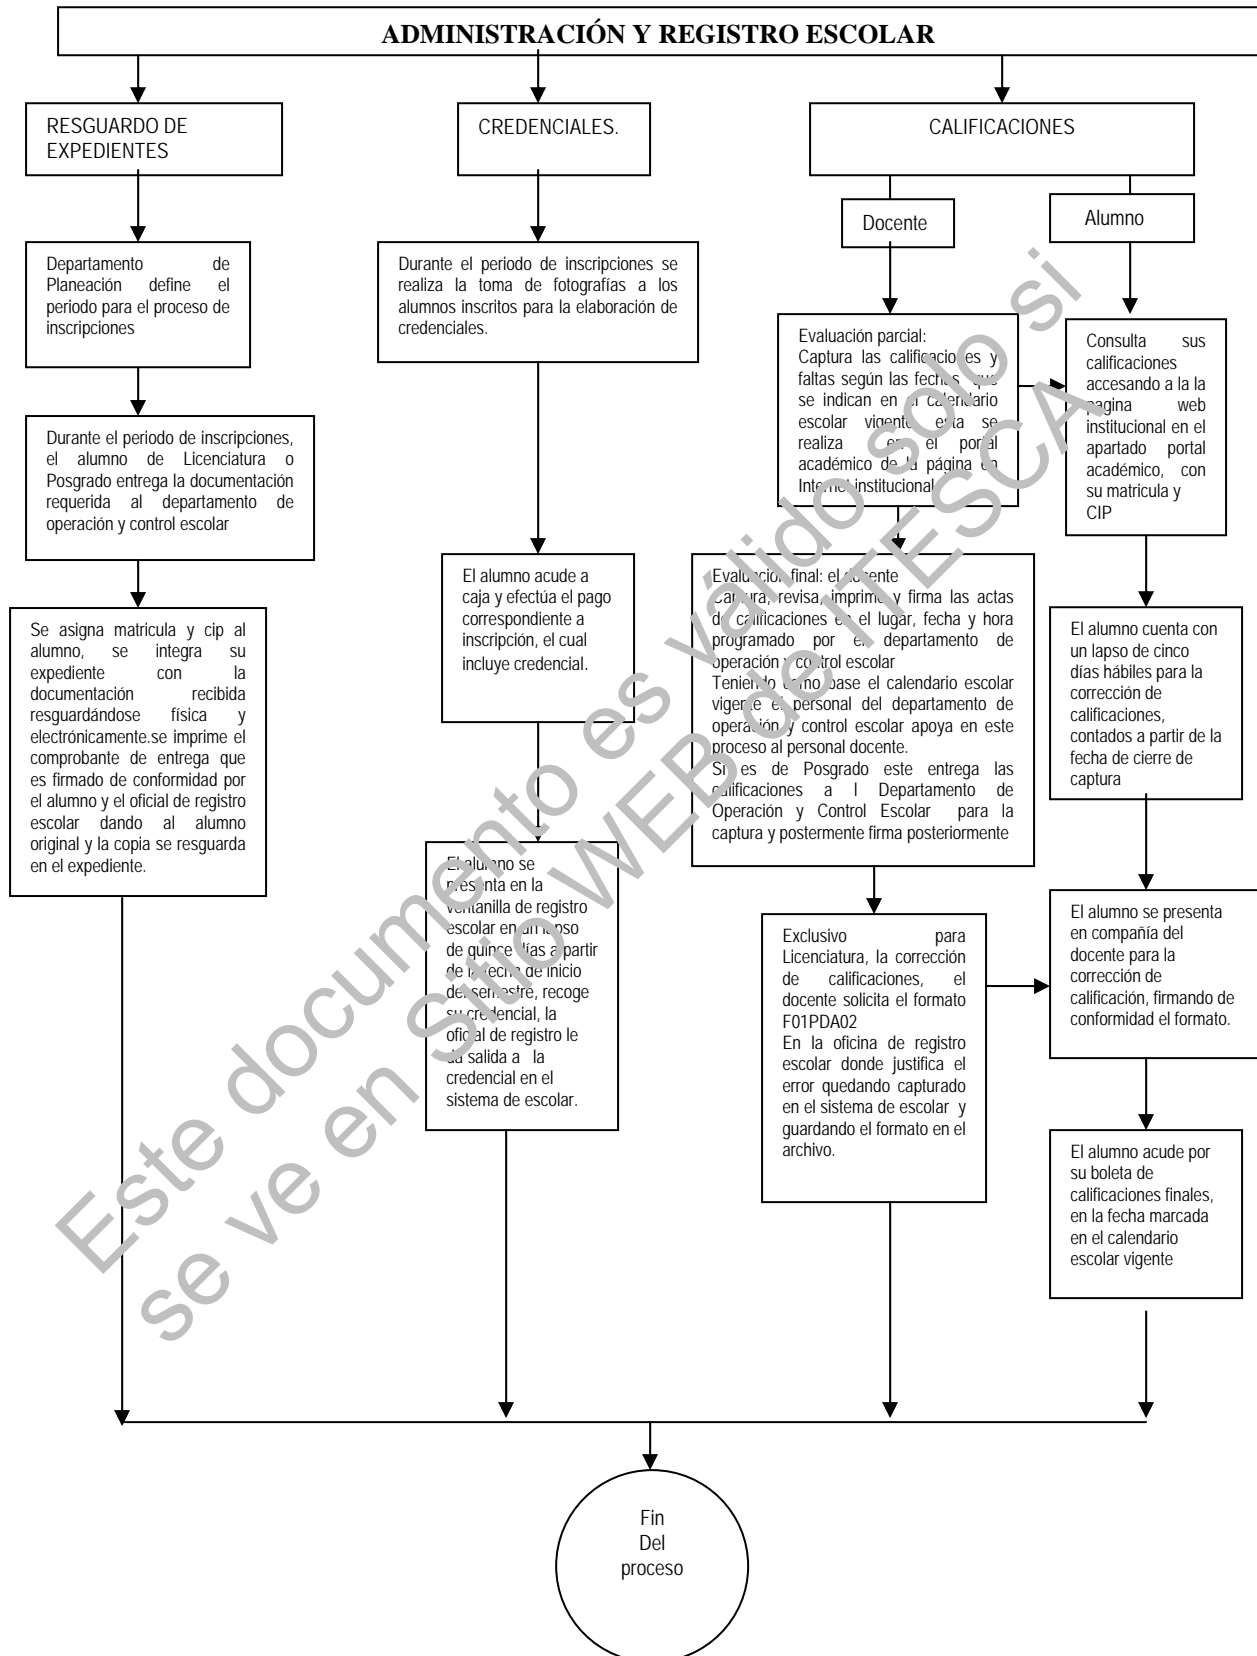 ADMINISTRACIÓN Y REGISTRO ESCOLAR
RESGUARDO DE
EXPEDIENTES
Departamento de
Planeación define el
periodo para el proceso de
inscripciones
Durante el periodo de inscripciones,
el alumno de Licenciatura o
Posgrado entrega la documentación
requerida al departamento de
operación y control escolar
Se asigna matricula y cip al
alumno, se integra su
expediente con la
documentación recibida
resguardándose física y
electrónicamente.se imprime el
comprobante de entrega que
es firmado de conformidad por
el alumno y el oficial de registro
escolar dando al alumno
original y la copia se resguarda
en el expediente.
CREDENCIALES.
Durante el periodo de inscripciones se
realiza la toma de fotografías a los
alumnos inscritos para la elaboración de
credenciales.
El alumno acude a
caja y efectúa el pago
correspondiente a
inscripción, el cual
incluye credencial.
El alumno se
presenta en la
ventanilla de registro
escolar en un lapso
de quince días a partir
de la fecha de inicio
del semestre, recoge
su credencial, la
oficial de registro le
da salida a la
credencial en el
sistema de escolar.
CALIFICACIONES
Docente
Evaluación parcial:
Captura las calificaciones y
faltas según las fechas que
se indican en el calendario
escolar vigente, esta se
realiza en el portal
académico de la página en
Internet institucional
Evaluación final: el docente
Captura, revisa, imprime y firma las actas
de calificaciones en el lugar, fecha y hora
programado por el departamento de
operación y control escolar
Teniendo como base el calendario escolar
vigente el personal del departamento de
operación y control escolar apoya en este
proceso al personal docente.
Si es de Posgrado este entrega las
calificaciones a l Departamento de
Operación y Control Escolar para la
captura y postermente firma posteriormente
Exclusivo para
Licenciatura, la corrección
de calificaciones, el
docente solicita el formato
F01PDA02
En la oficina de registro
escolar donde justifica el
error quedando capturado
en el sistema de escolar y
guardando el formato en el
archivo.
Alumno
Consulta sus
calificaciones
accesando a la la
pagina web
institucional en el
apartado portal
académico, con
su matricula y
CIP
El alumno cuenta con
un lapso de cinco
días hábiles para la
corrección de
calificaciones,
contados a partir de la
fecha de cierre de
captura
El alumno se presenta
en compañía del
docente para la
corrección de
calificación, firmando de
conformidad el formato.
El alumno acude por
su boleta de
calificaciones finales,
en la fecha marcada
en el calendario
escolar vigente
Fin
Del
proceso
Este documento es válido solo si
se ve en Sitio WEB de ITESCA